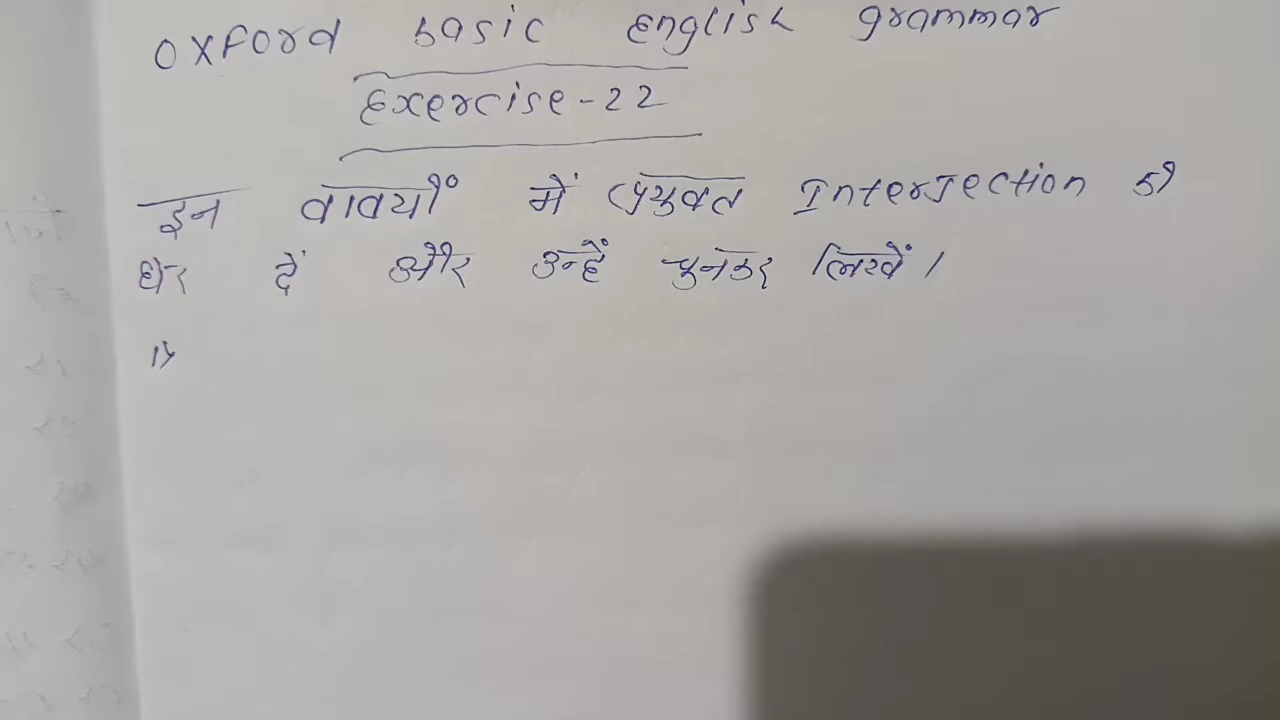 Oxford basic English grammar
Exercise-22
इन वाक्यों में प्रयुक्त Interjection को
घेर दें और उन्हें चुनकर लिखें।
1>